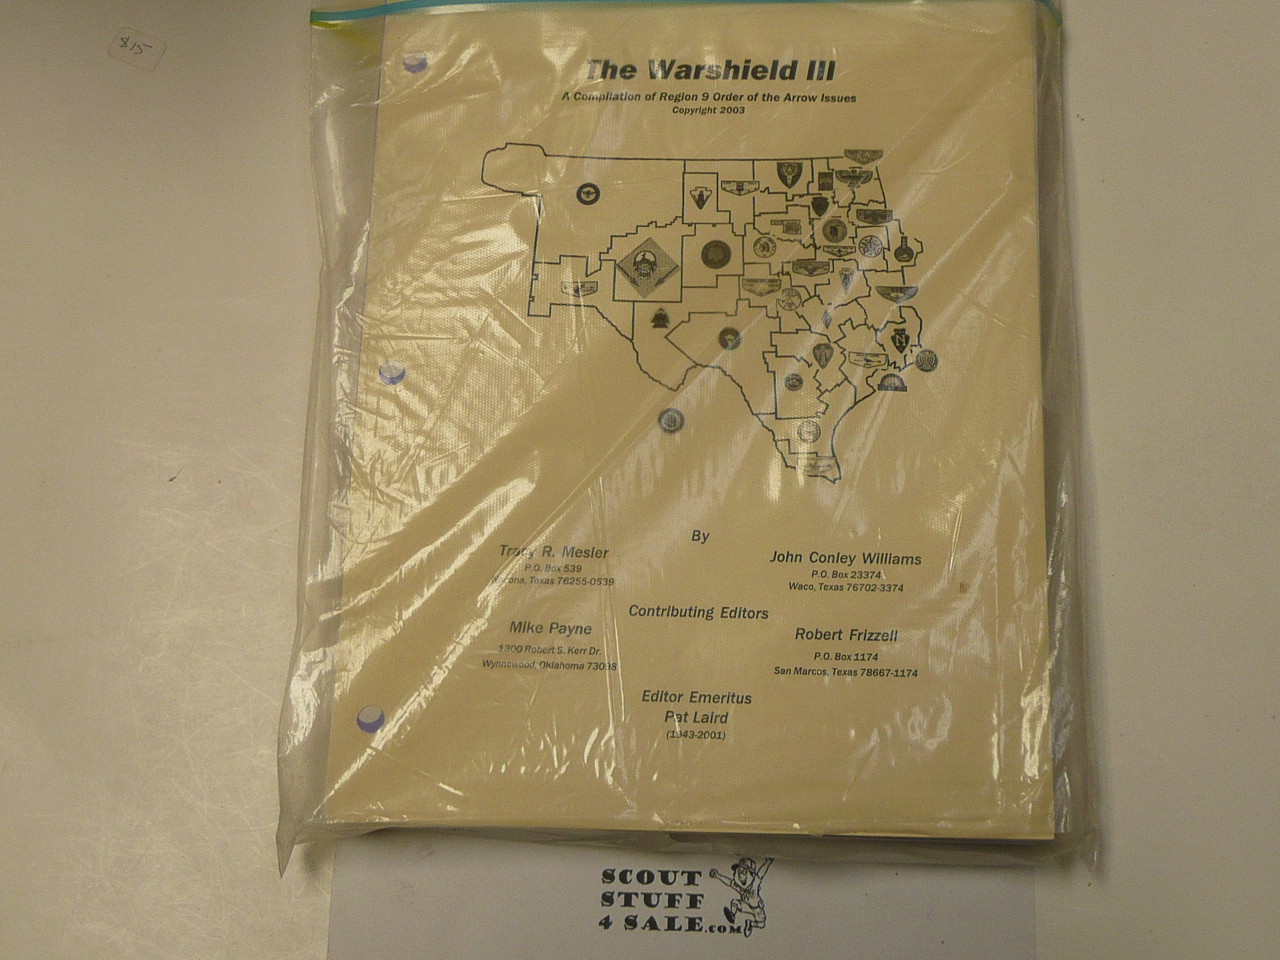 $15
The Warshield III
A Compilation of Region 9 Order of the Arrow Issues
Copyright 2003
N
By
Tracy R. Mesler
P.O. Box 539
Nocona, Texas 76255-0539
John Conley Williams
P.O. Box 23374
Waco, Texas 76702-3374
Contributing Editors
Mike Payne
1300 Robert S. Kerr Dr.
Wynnewood, Oklahoma 73098
Robert Frizzell
P.O. Box 1174
San Marcos, Texas 78667-1174
Editor Emeritus
Pat Laird
(1943-2001)
SCOUT
STUFF
4 SALE.COM